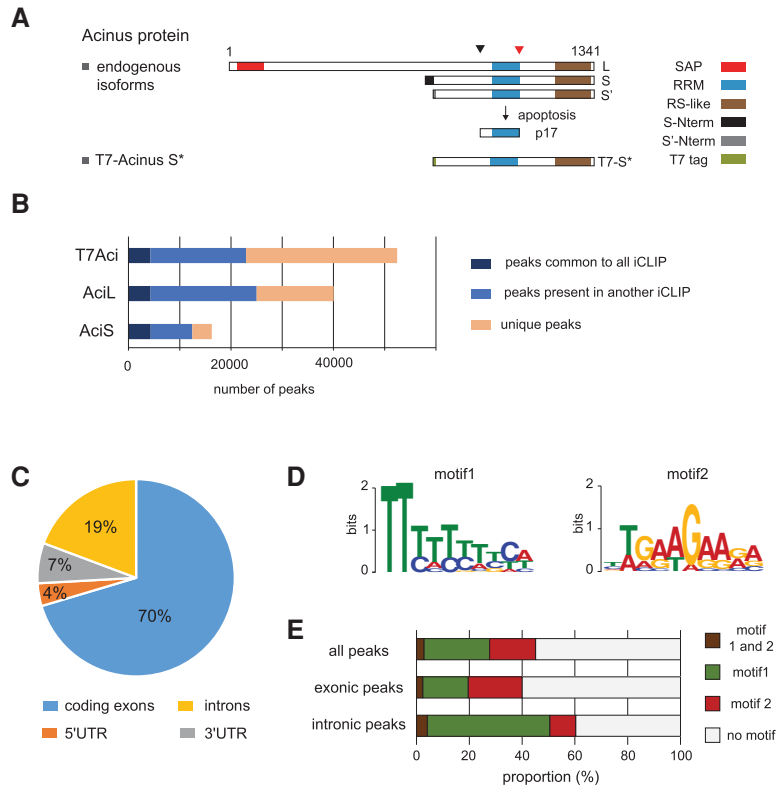 A
Acinus protein
1
1341
endogenous
isoforms
L
S
S'
apoptosis
p17
T7-Acinus S*
T7-S*
SAP
RRM
RS-like
S-Nterm
S'-Nterm
T7 tag
B
T7Aci
AciL
AciS
0
20000
40000
number of peaks
peaks common to all iCLIP
peaks present in another iCLIP
unique peaks
C
19%
7%
4%
70%
coding exons
introns
5'UTR
3'UTR
D
motif1
2
1
0
bits
motif2
2
1
0
bits
E
all peaks
exonic peaks
intronic peaks
0 20 40 60 80 100
proportion (%)
motif
1 and 2
motif1
motif 2
no motif